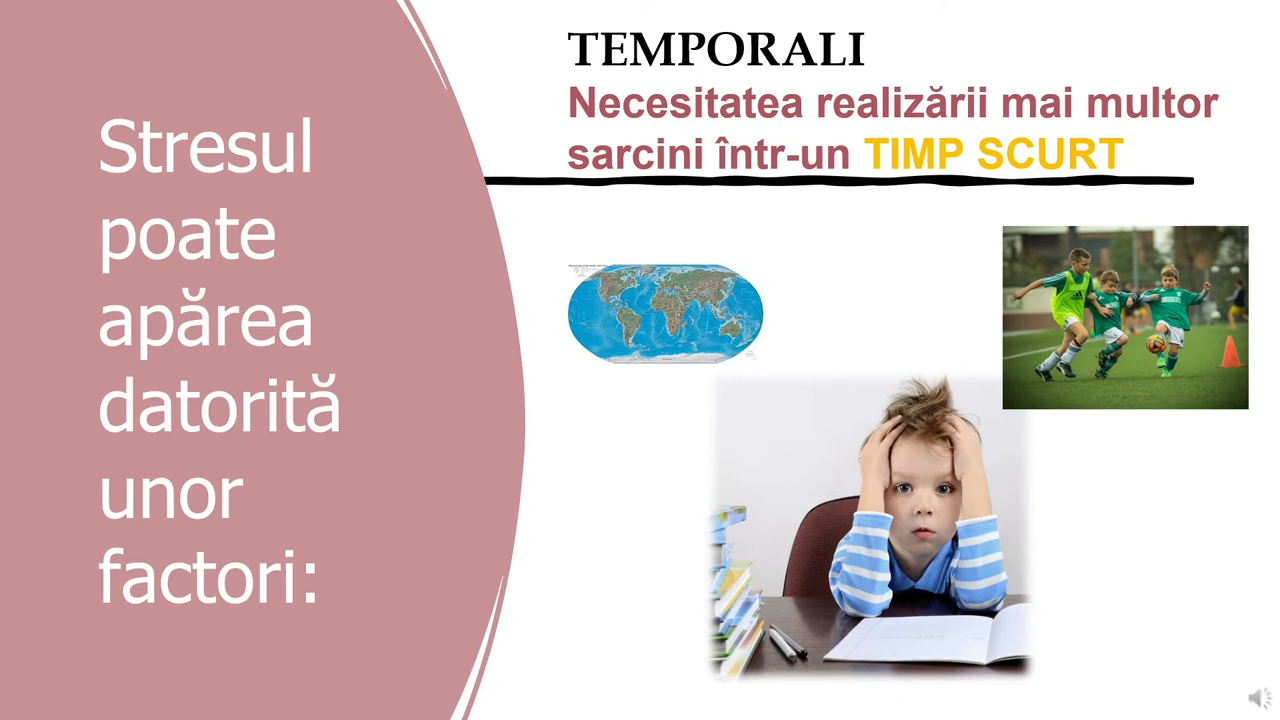 Stresul
poate
apărea
datorită
unor
factori:
TEMPORALI
Necesitatea realizării mai multor
sarcini într-un TIMP SCURT